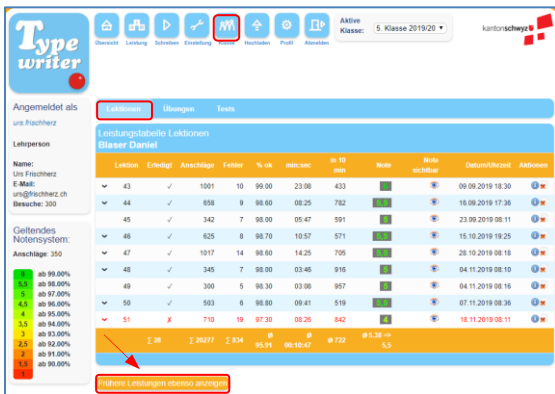 Type
writer
Übersicht Leistung Schreiben Einstellung Klasse Hochladen Profil Abmelden
Aktive
Klasse: 5. Klasse 2019/20
kantonschwyz
Angemeldet als
urs.frischherz
Lehrperson
Name:
Urs Frischherz
E-Mail:
urs@frischherz.ch
Besuche: 300
Geltendes
Notensystem:
Anschläge: 350
6 ab 99.00%
5,5 ab 98.00%
5 ab 97.00%
4,5 ab 96.00%
4 ab 95.00%
3,5 ab 94.00%
3 ab 93.00%
2,5 ab 92.00%
2 ab 91.00%
1,5 ab 90.00%
1
Lektionen Übungen Tests
Leistungstabelle Lektionen
Blaser Daniel
Lektion Erledigt Anschläge Fehler % ok min:sec in 10 min Note Note sichtbar Datum/Uhrzeit Aktionen
43 ✓ 1001 10 99.00 23:08 433 09.09.2019 18:30
44 ✓ 658 9 98.60 08:25 782 5,5 16.09.2019 17:36
45 ✓ 342 7 98.00 05:47 591 5 23.09.2019 08:11
46 ✓ 625 8 98.70 10:57 571 5,5 15.10.2019 19:25
47 ✓ 1017 14 98.60 14:25 705 5,5 28.10.2019 08:18
48 ✓ 345 7 98.00 03:46 916 5 04.11.2019 08:10
49 ✓ 300 5 98.30 03:08 957 04.11.2019 08:16
50 ✓ 503 6 98.80 09:41 519 5,5 07.11.2019 08:36
51 ✗ 710 19 97.30 08:26 842 4 18.11.2019 08:11
∑ 28 ∑ 20277 ∑ 834 Ø 95.91 Ø 00:10:47 Ø 722 Ø 5.38 => 5,5
Frühere Leistungen ebenso anzeigen